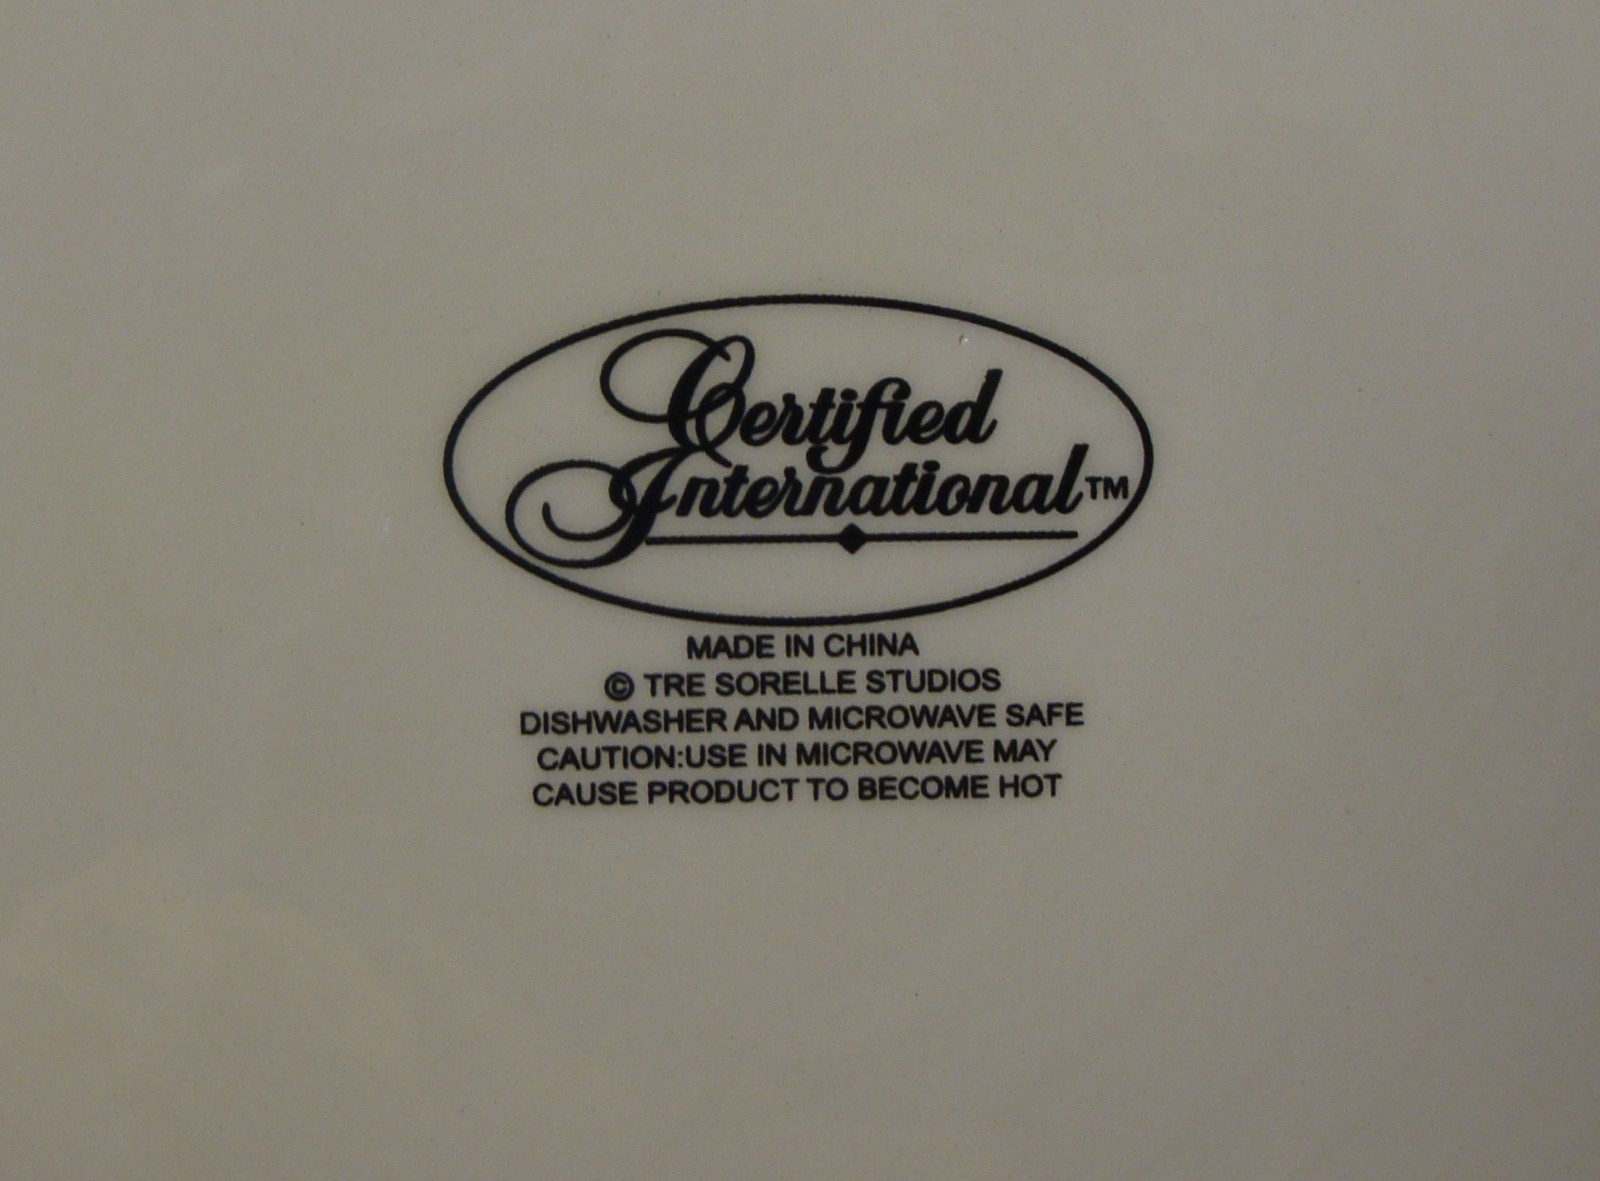 Certified
International™
MADE IN CHINA
© TRE SORELLE STUDIOS
DISHWASHER AND MICROWAVE SAFE
CAUTION:USE IN MICROWAVE MAY
CAUSE PRODUCT TO BECOME HOT